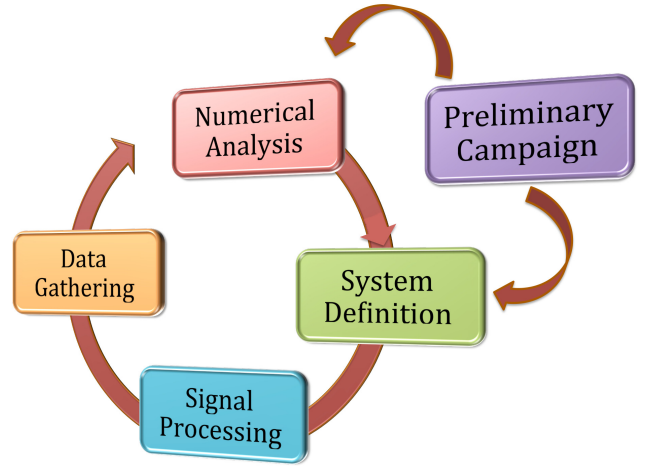 Numerical
Analysis
Preliminary
Campaign
Data
Gathering
System
Definition
Signal
Processing